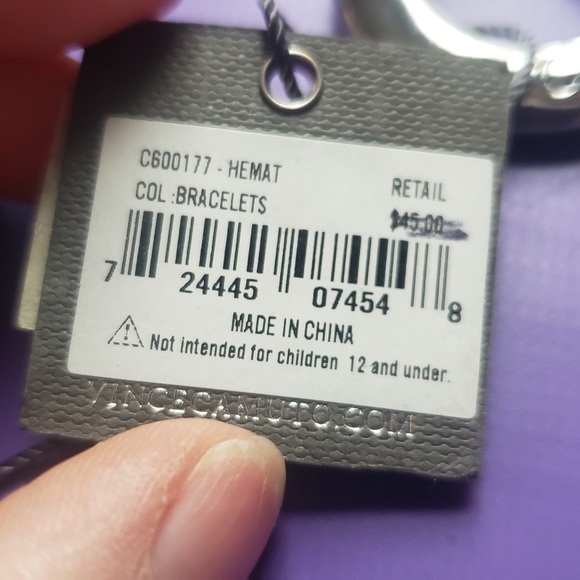 C600177 - HEMAT
RETAIL
COL :BRACELETS
$45.00
7 24445 07454 8
MADE IN CHINA
Not intended for children 12 and under.
VINCECAMUTO.COM